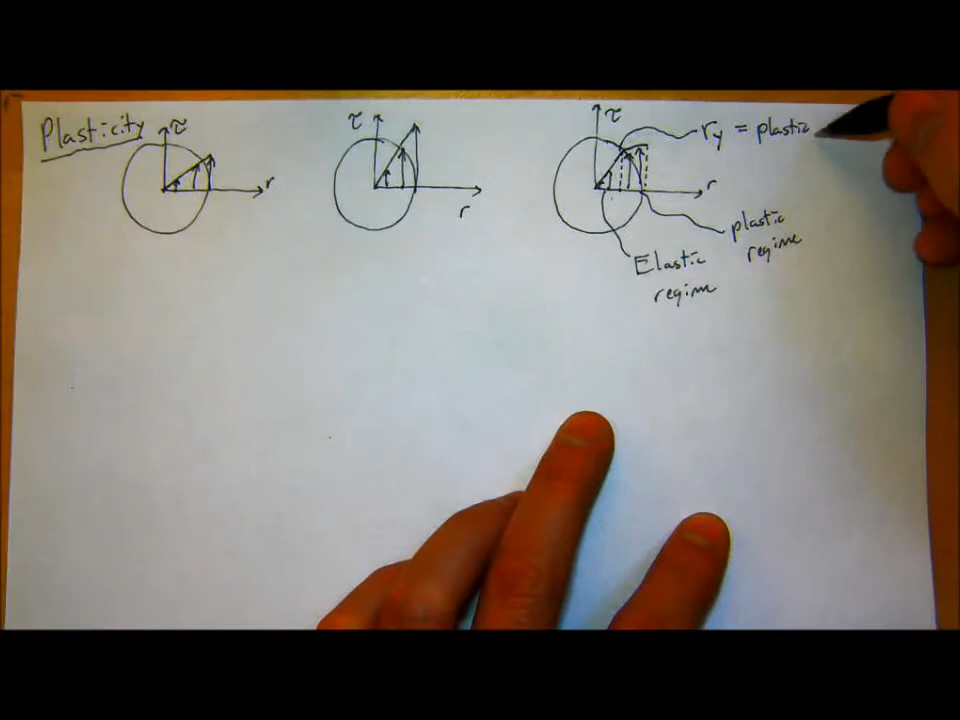 Plasticity
τ
r
τ
r
τ
r
r_y = plastic
plastic
regime
Elastic
regime